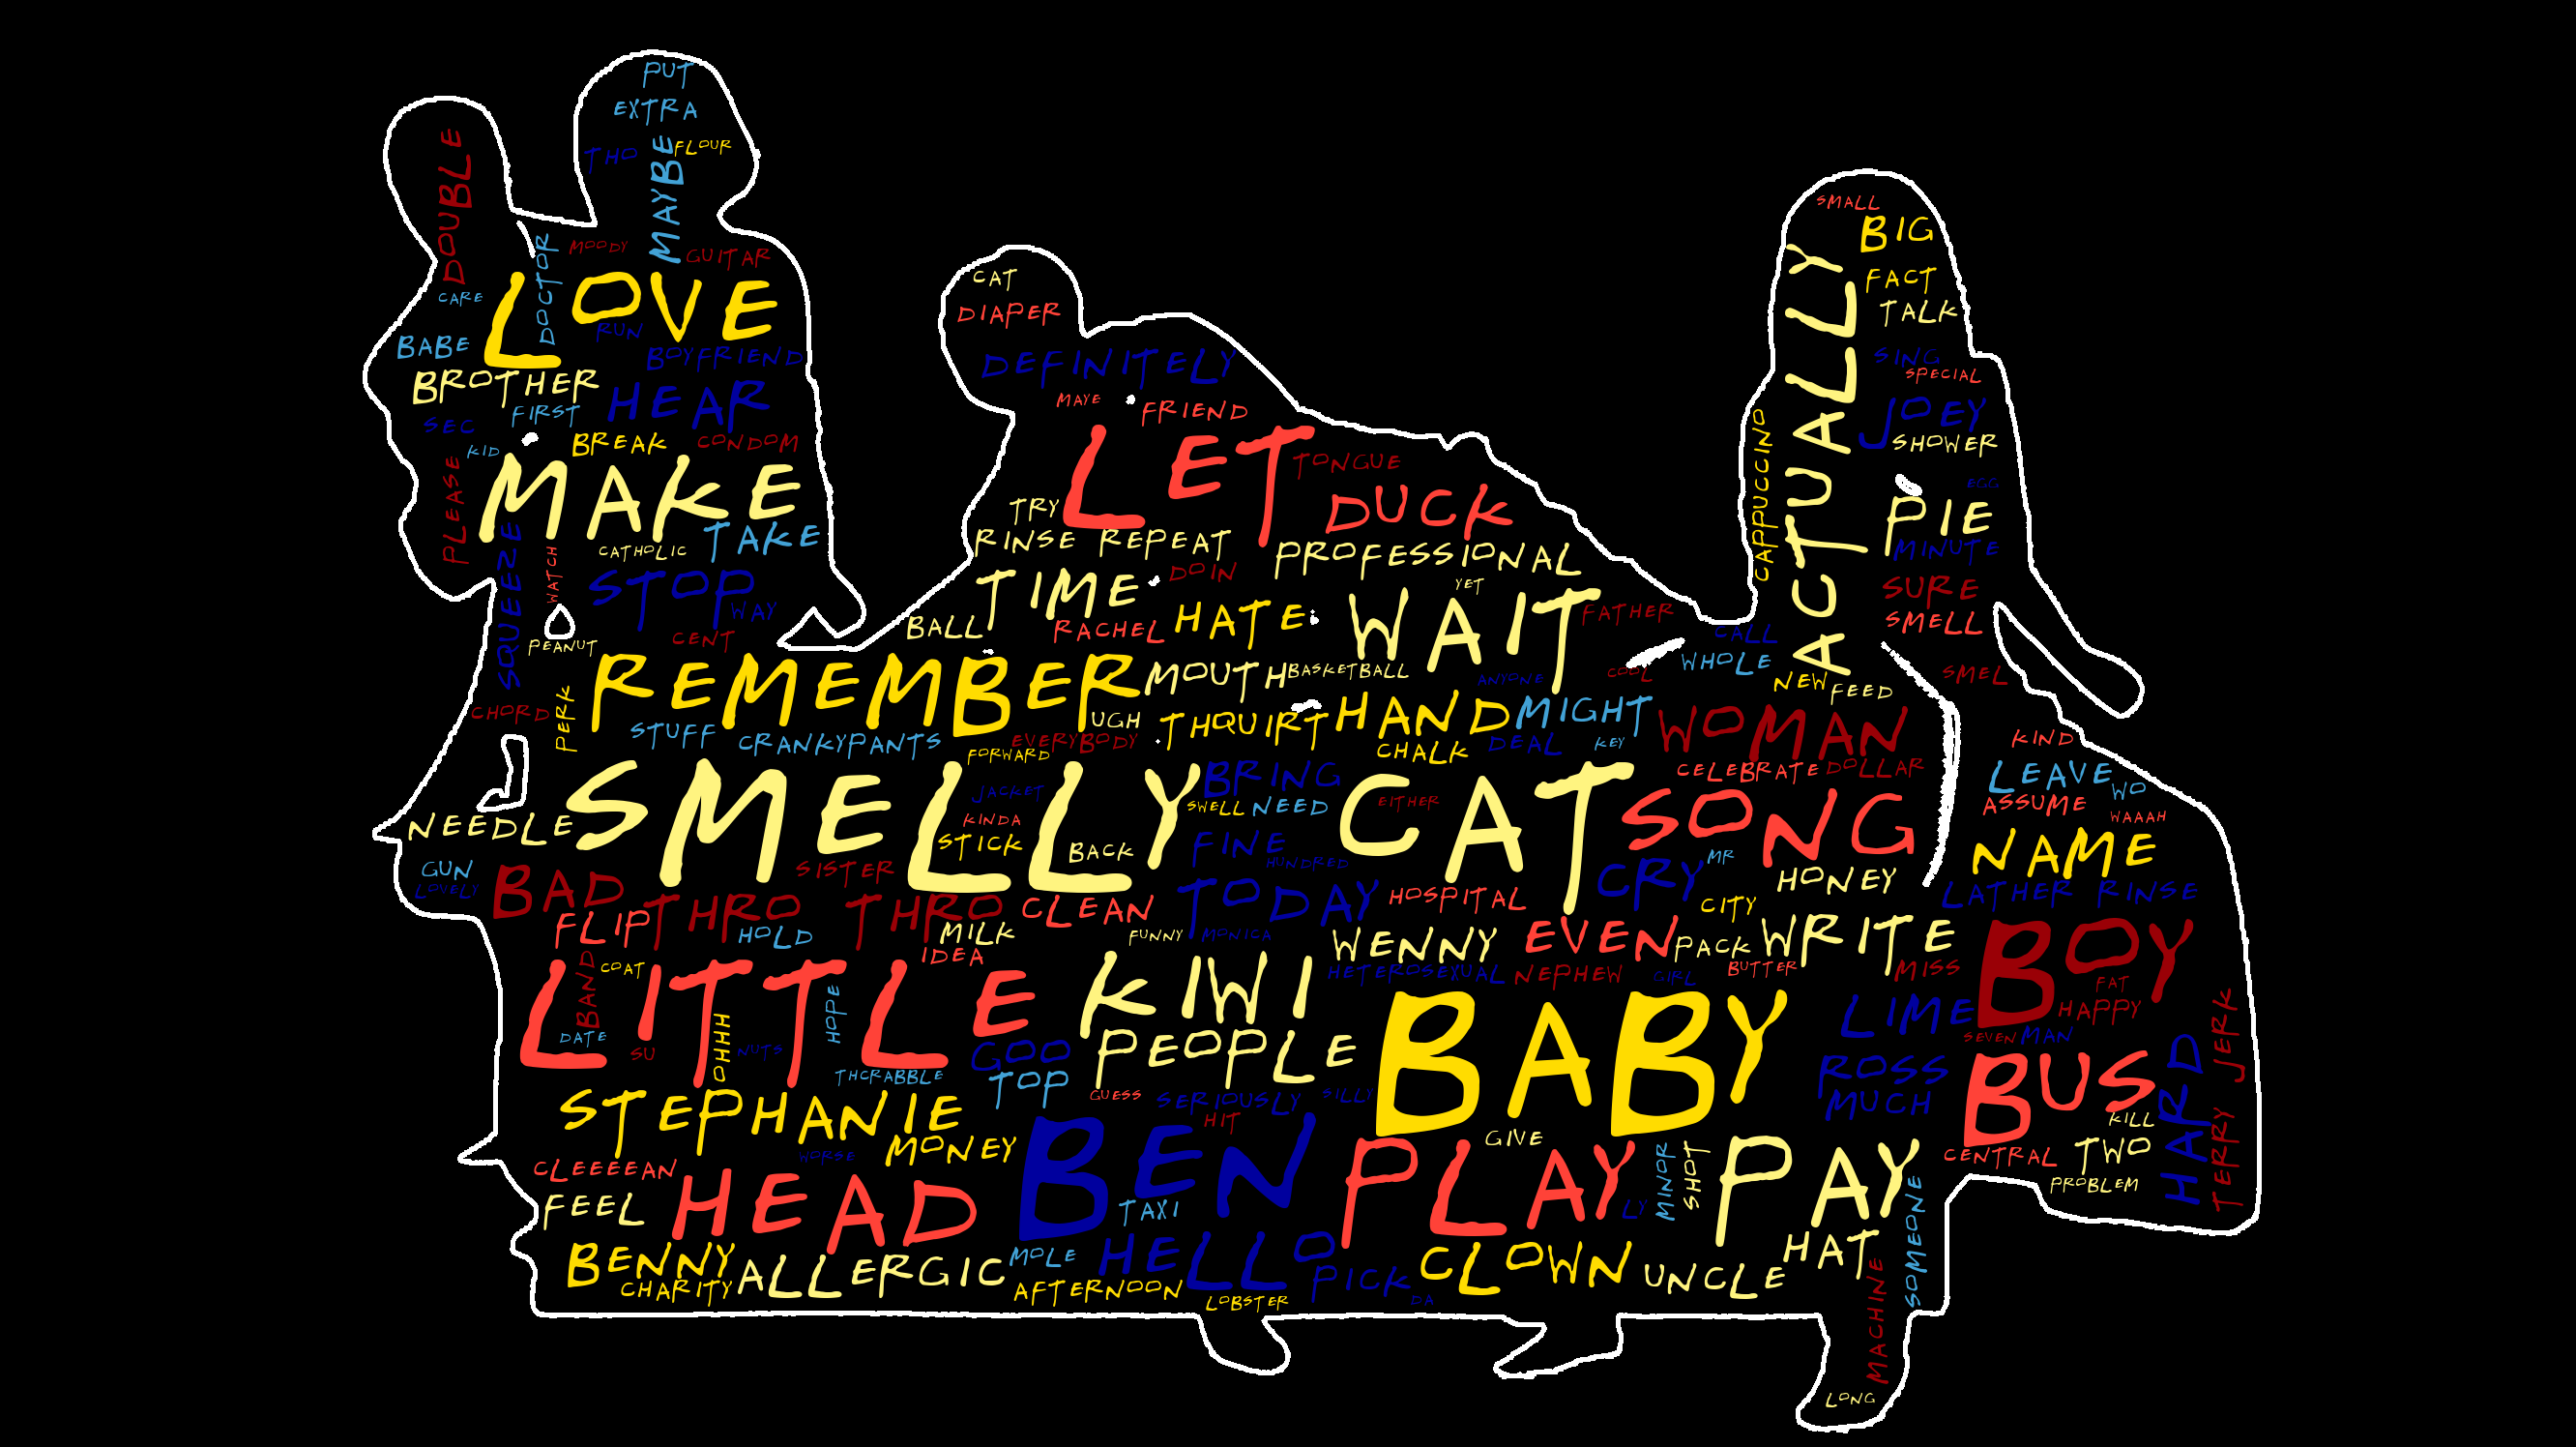 PUT
EXTRA
THO
FLOUR
MAYBE
DOUBLE
DOCTOR
MOODY
GUITAR
CARE
LOVE
RUN
BABE
BOYFRIEND
BROTHER
HEAR
FIRST
SEC
BREAK
CONDOM
KID
PLEASE
MAKE
TAKE
CATHOLIC
SQUEEZE
WATCH
STOP
WAY
PEANUT
CENT
CAT
DIAPER
DEFINITELY
MAYE
FRIEND
LET
TONGUE
DUCK
TRY
RINSE REPEAT
PROFESSIONAL
DOIN
TIME
YET
HATE
WAIT
FATHER
BALL
RACHEL
SMALL
BIG
FACT
TALK
ACTUALLY
SING
SPECIAL
JOEY
SHOWER
CAPPUCCINO
EGG
PIE
MINUTE
SURE
SMELL
CALL
WHOLE
COOL
SMEL
NEW
FEED
REMEMBER
MOUTH
BASKETBALL
ANYONE
CHORD
PERK
UGH
THQUIRT
HAND
MIGHT
WOMAN
STUFF
CRANKYPANTS
EVERYBODY
FORWARD
CHALK
DEAL
KEY
KIND
CELEBRATE
DOLLAR
LEAVE
WO
SMELLY
BRING
CAT
SONG
ASSUME
WAAAH
JACKET
KINDA
SWELL
NEED
EITHER
NEEDLE
STICK
BACK
FINE
HUNDRED
MR
NAME
GUN
LOVELY
BAD
SISTER
TODAY
HOSPITAL
CRY
HONEY
LATHER RINSE
FLIP
THRO
HOLD
THRO
MILK
CLEAN
CITY
FUNNY
MONICA
WENNY
EVEN
PACK
WRITE
BOY
IDEA
BAND
COAT
HETEROSEXUAL
NEPHEW
GIRL
BUTTER
MISS
FAT
HAPPY
LITTLE
KIWI
BABY
LIME
HOPE
OHHH
DATE
SU
NUTS
GOO
PEOPLE
SEVEN
MAN
JERK
THCRABBLE
TOP
ROSS
BUS
HARD
GUESS
SERIOUSLY
SILLY
MUCH
STEPHANIE
HIT
KILL
TERRY
MONEY
BEN
GIVE
WORSE
CLEEEEAN
PLAY
MINOR
SHOT
PAY
CENTRAL
TWO
PROBLEM
FEEL
HEAD
TAXI
LY
SOMEONE
BENNY
ALLERGIC
MOLE
HELLO
PICK
CLOWN
UNCLE
HAT
CHARITY
AFTERNOON
LOBSTER
DA
MACHINE
LONG